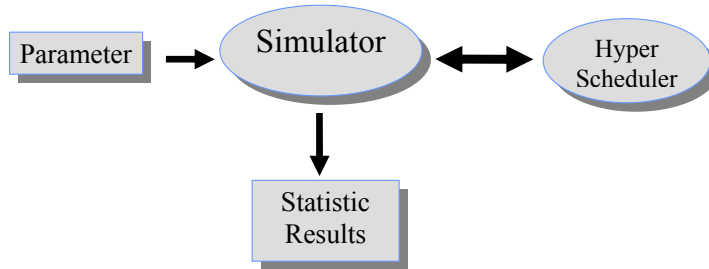 Parameter
Simulator
Hyper
Scheduler
Statistic
Results